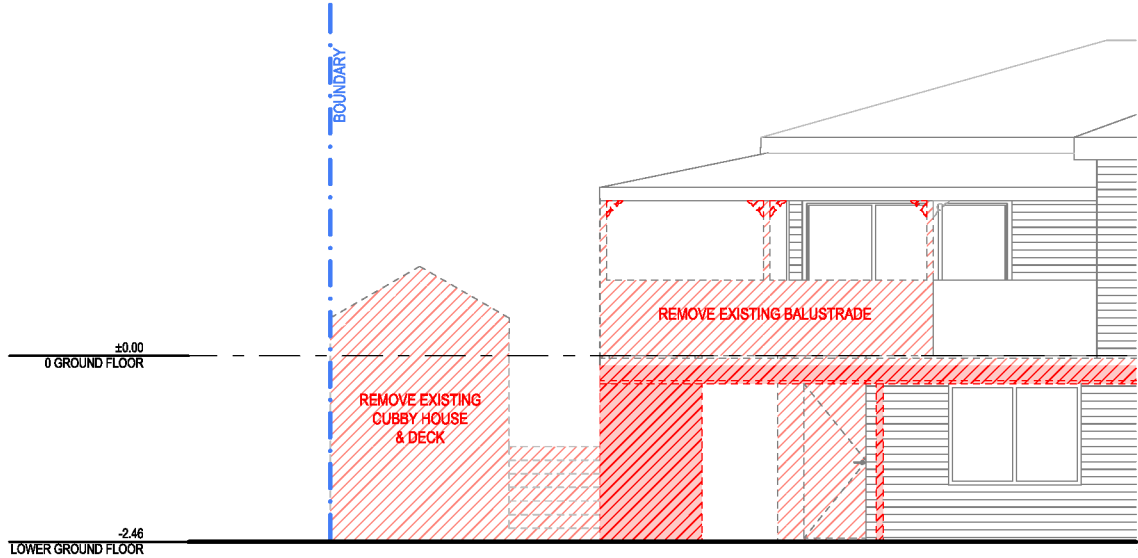 BOUNDARY
REMOVE EXISTING BALUSTRADE
±0.00
0 GROUND FLOOR
REMOVE EXISTING
CUBBY HOUSE
& DECK
-2.46
LOWER GROUND FLOOR